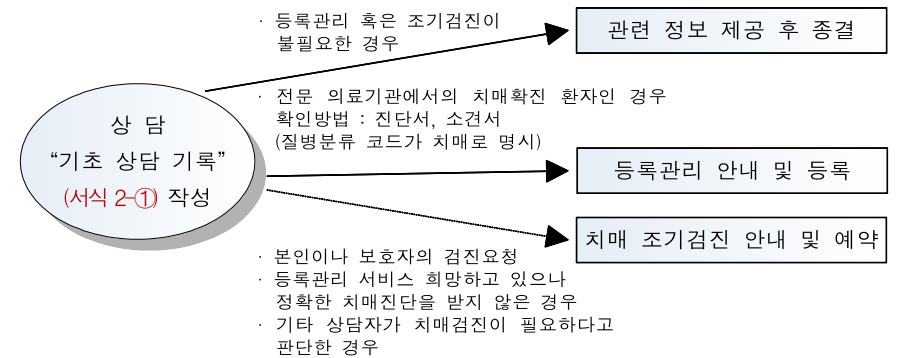 · 등록관리 혹은 조기검진이
불필요한 경우
관련 정보 제공 후 종결
· 전문 의료기관에서의 치매확진 환자인 경우
확인방법 : 진단서, 소견서
(질병분류 코드가 치매로 명시)
상 담
“기초 상담 기록”
(서식 2-①) 작성
등록관리 안내 및 등록
치매 조기검진 안내 및 예약
· 본인이나 보호자의 검진요청
· 등록관리 서비스 희망하고 있으나
정확한 치매진단을 받지 않은 경우
· 기타 상담자가 치매검진이 필요하다고
판단한 경우